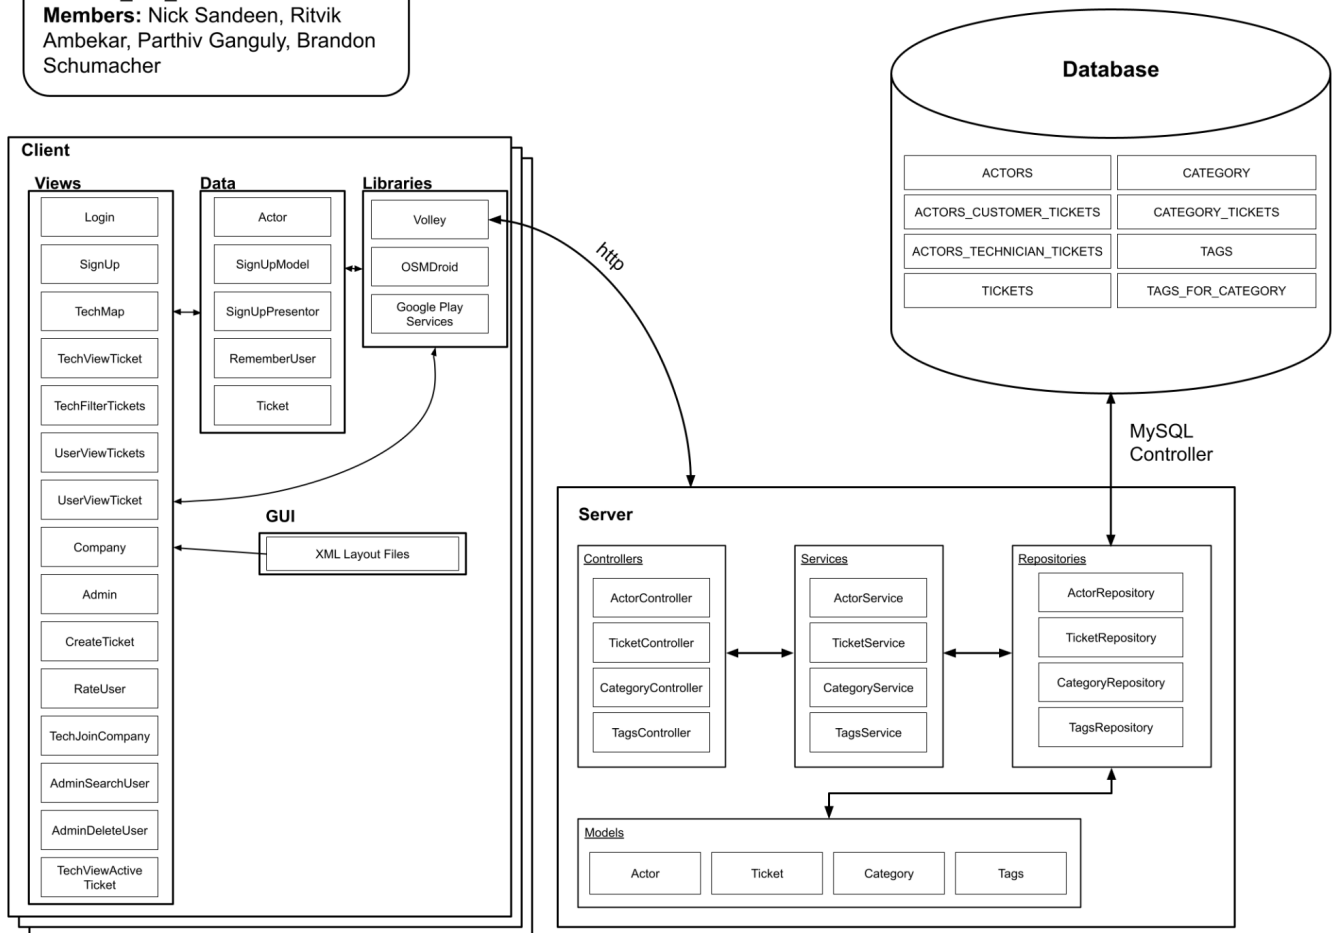 Members: Nick Sandeen, Ritvik
Ambekar, Parthiv Ganguly, Brandon
Schumacher
Database
ACTORS
CATEGORY
ACTORS_CUSTOMER_TICKETS
CATEGORY_TICKETS
ACTORS_TECHNICIAN_TICKETS
TAGS
TICKETS
TAGS_FOR_CATEGORY
MySQL
Controller
http
Client
Views
Login
SignUp
TechMap
TechViewTicket
TechFilterTickets
UserViewTickets
UserViewTicket
Company
Admin
CreateTicket
RateUser
TechJoinCompany
AdminSearchUser
AdminDeleteUser
TechViewActive
Ticket
Data
Actor
SignUpModel
SignUpPresentor
RememberUser
Ticket
Libraries
Volley
OSMDroid
Google Play
Services
GUI
XML Layout Files
Server
Controllers
ActorController
TicketController
CategoryController
TagsController
Services
ActorService
TicketService
CategoryService
TagsService
Repositories
ActorRepository
TicketRepository
CategoryRepository
TagsRepository
Models
Actor
Ticket
Category
Tags